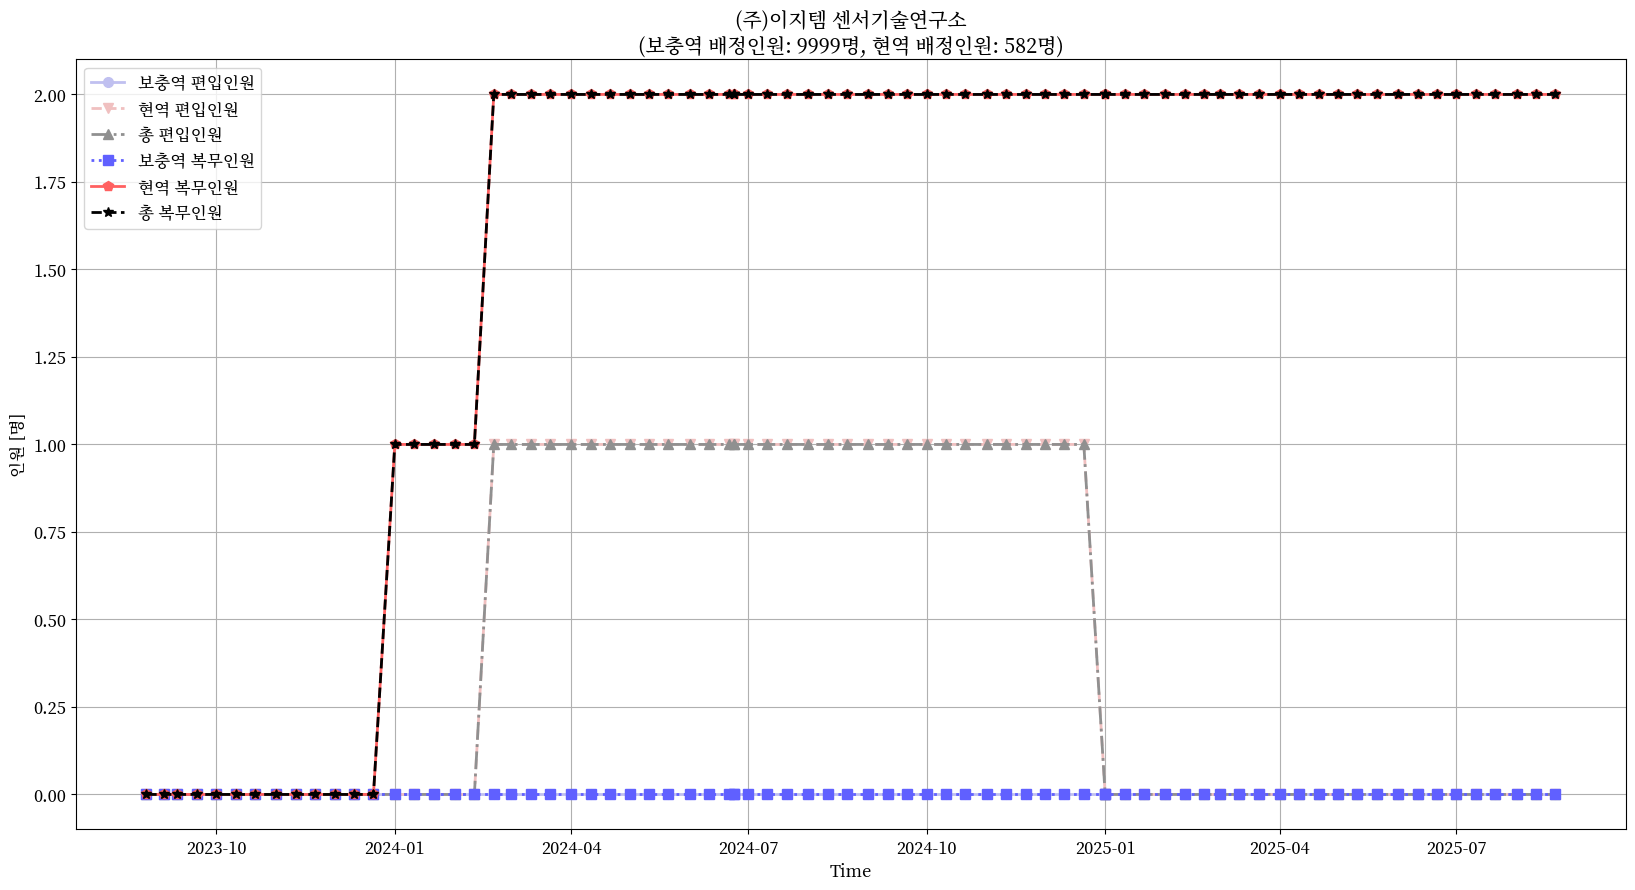 (주)이지템 센서기술연구소
(보충역 배정인원: 9999명, 현역 배정인원: 582명)
보충역 편입인원
현역 편입인원
총 편입인원
보충역 복무인원
현역 복무인원
총 복무인원
2.00
1.75
1.50
1.25
1.00
0.75
0.50
0.25
0.00
인원 [명]
2023-10
2024-01
2024-04
2024-07
2024-10
2025-01
2025-04
2025-07
Time